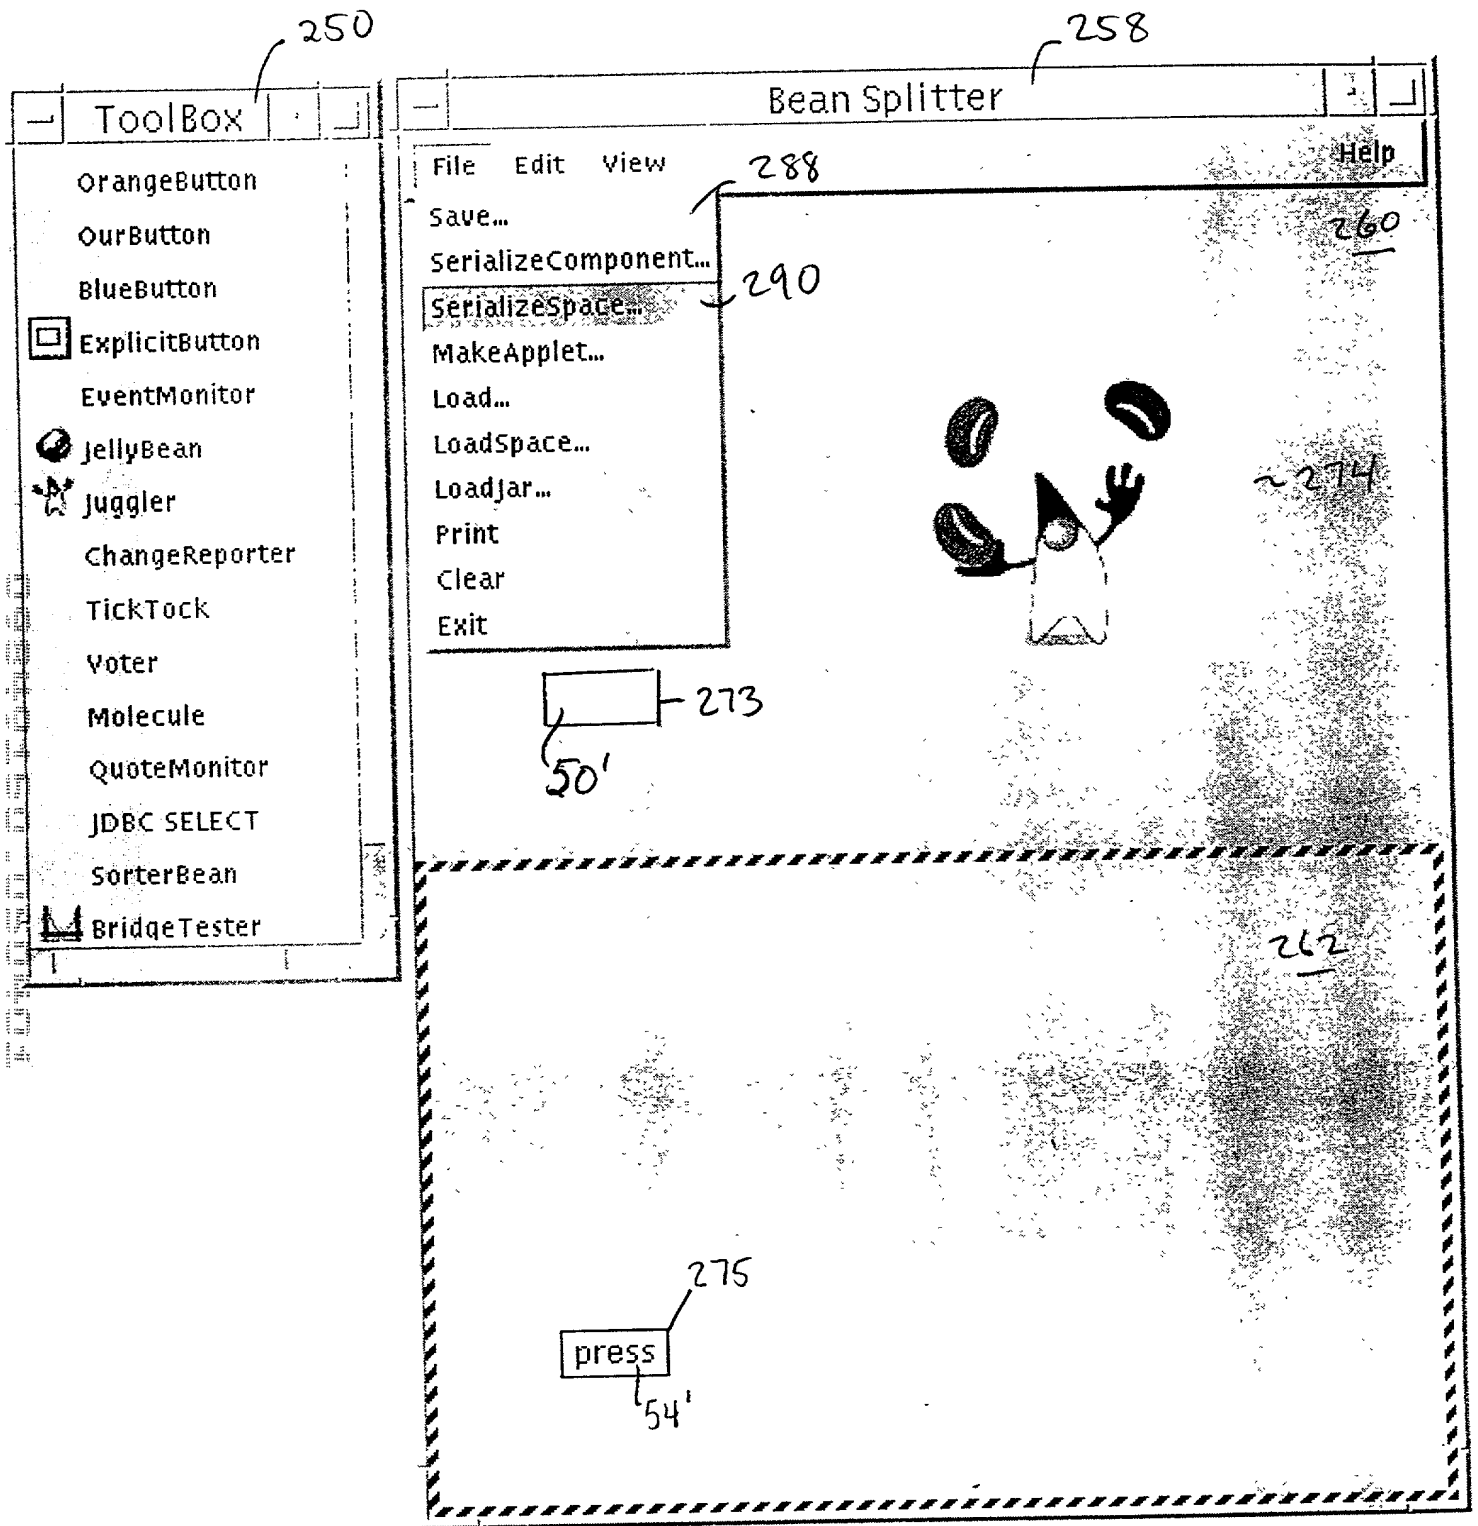 250
258
ToolBox
Bean Splitter
File Edit View
Help
288
260
Save...
SerializeComponent...
SerializeSpace...
290
MakeApplet...
Load...
LoadSpace...
LoadJar...
Print
Clear
Exit
OrangeButton
OurButton
BlueButton
ExplicitButton
EventMonitor
JellyBean
Juggler
ChangeReporter
TickTock
Voter
Molecule
QuoteMonitor
JDBC SELECT
SorterBean
BridgeTester
274
273
50'
262
275
press
54'